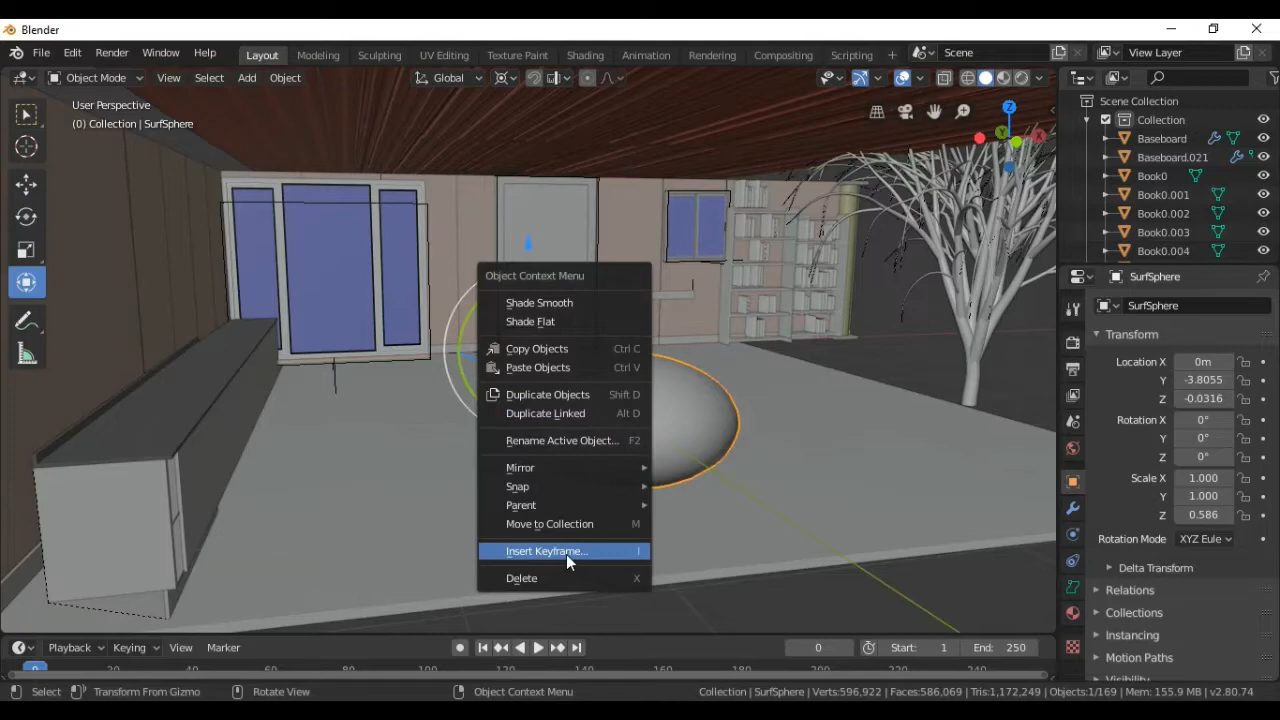 Blender
File Edit Render Window Help Layout Modeling Sculpting UV Editing Texture Paint Shading Animation Rendering Compositing Scripting + Scene View Layer
Object Mode View Select Add Object Global
User Perspective
(0) Collection | SurfSphere
Z
Y
X
Scene Collection
Collection
Baseboard
Baseboard.021
Book0
Book0.001
Book0.002
Book0.003
Book0.004
Object Context Menu
Shade Smooth
Shade Flat
Copy Objects Ctrl C
Paste Objects Ctrl V
Duplicate Objects Shift D
Duplicate Linked Alt D
Rename Active Object... F2
Mirror
Snap
Parent
Move to Collection M
Insert Keyframe... I
Delete X
SurfSphere
SurfSphere
Transform
Location X 0m
Y -3.8055
Z -0.0316
Rotation X 0°
Y 0°
Z 0°
Scale X 1.000
Y 1.000
Z 0.586
Rotation Mode XYZ Eule
Delta Transform
Relations
Collections
Instancing
Motion Paths
Playback Keying View Marker 0 Start: 1 End: 250
0 20 40 60 80 100 120 140 160 180 200 220 240
Select Transform From Gizmo Rotate View Object Context Menu Collection | SurfSphere | Verts:596,922 | Faces:586,069 | Tris:1,172,249 | Objects:1/169 | Mem: 155.9 MB | v2.80.74